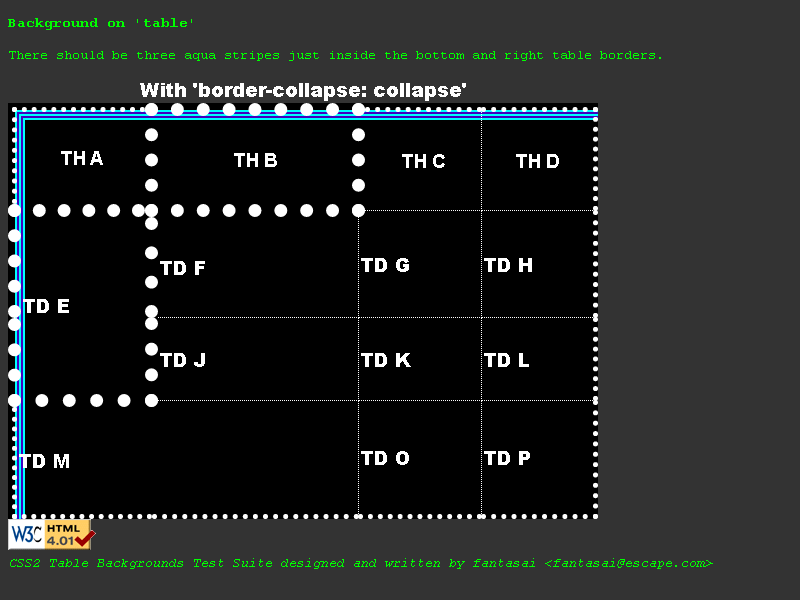 Background on 'table'
There should be three aqua stripes just inside the bottom and right table borders.
With 'border-collapse: collapse'
TH A TH B TH C TH D
TD E TD F TD G TD H
TD J TD K TD L
TD M TD O TD P
W3C HTML 4.01
CSS2 Table Backgrounds Test Suite designed and written by fantasai <fantasai@escape.com>